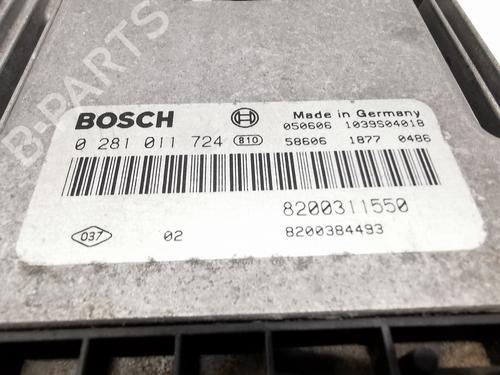 B-PARTS
BOSCH
Made in Germany
050606 1039S04018
0 281 011 724 810 58606 1877 0486
8200311550
037 02 8200384493